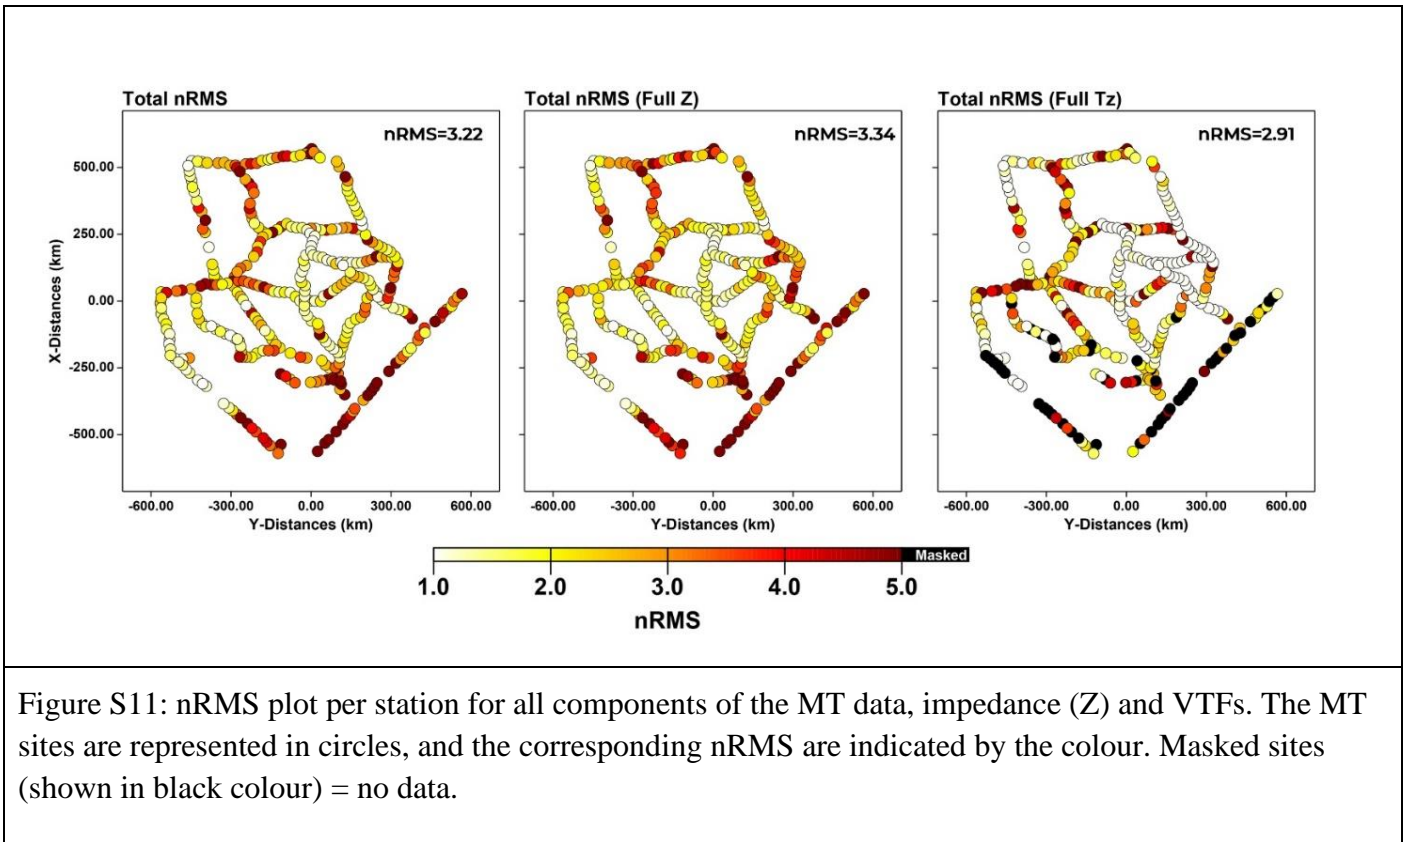 Total nRMS
Total nRMS (Full Z)
Total nRMS (Full Tz)
nRMS=3.22
nRMS=3.34
nRMS=2.91
X-Distances (km)
500.00
250.00
0.00
-250.00
-500.00
-600.00 -300.00 0.00 300.00 600.00
-600.00 -300.00 0.00 300.00 600.00
-600.00 -300.00 0.00 300.00 600.00
Y-Distances (km)
Y-Distances (km)
Y-Distances (km)
Masked
1.0 2.0 3.0 4.0 5.0
nRMS
Figure S11: nRMS plot per station for all components of the MT data, impedance (Z) and VTFs. The MT
sites are represented in circles, and the corresponding nRMS are indicated by the colour. Masked sites
(shown in black colour) = no data.